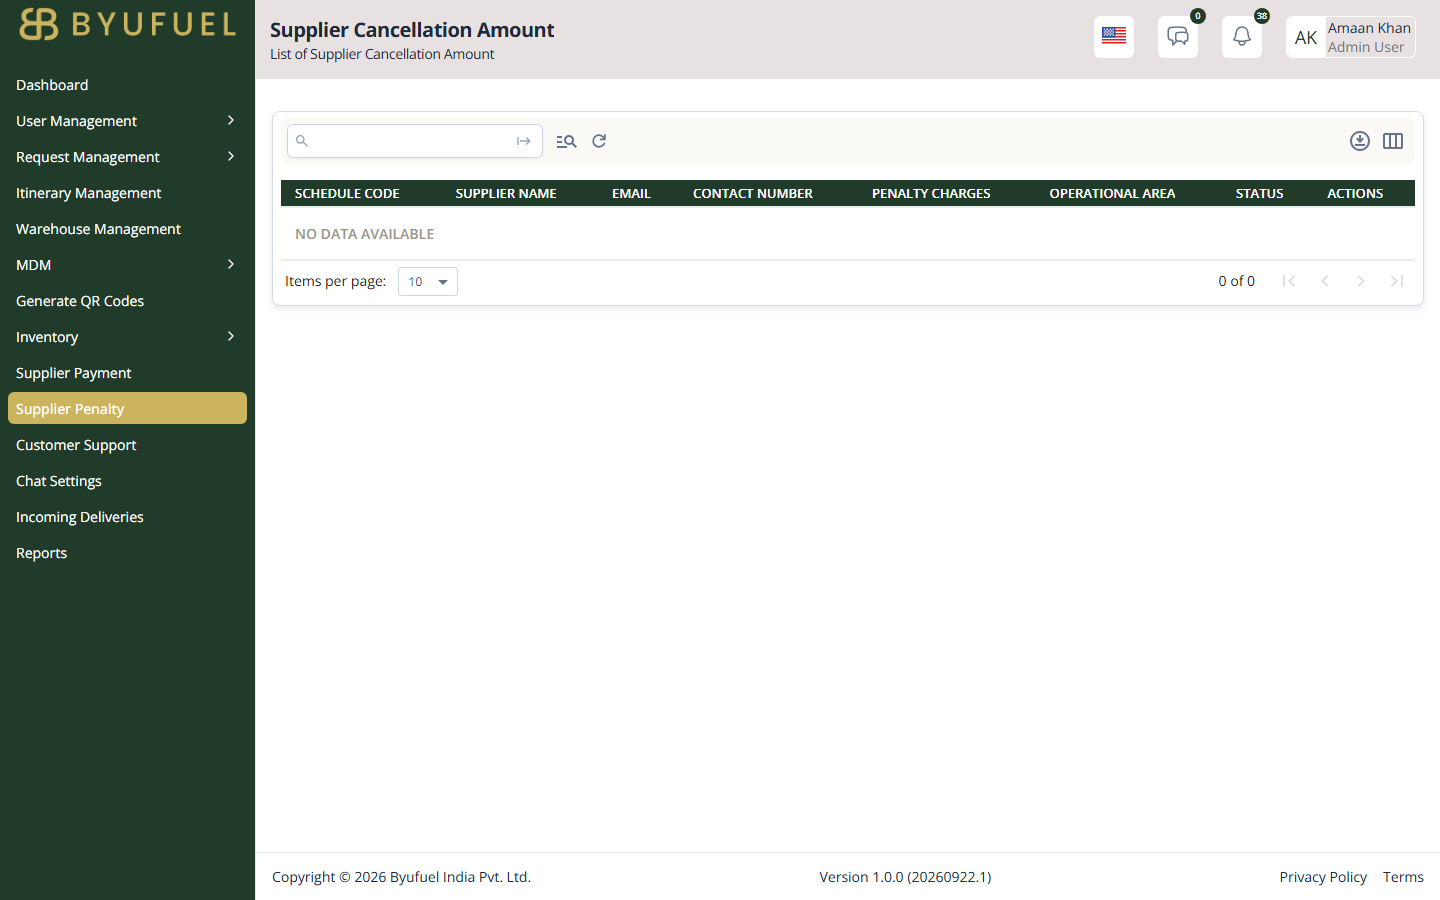 BYUFUEL
Dashboard
User Management
Request Management
Itinerary Management
Warehouse Management
MDM
Generate QR Codes
Inventory
Supplier Payment
Supplier Penalty
Customer Support
Chat Settings
Incoming Deliveries
Reports
Supplier Cancellation Amount
List of Supplier Cancellation Amount
0
38
AK
Amaan Khan
Admin User
SCHEDULE CODE SUPPLIER NAME EMAIL CONTACT NUMBER PENALTY CHARGES OPERATIONAL AREA STATUS ACTIONS
NO DATA AVAILABLE
Items per page: 10 0 of 0
Copyright © 2026 Byufuel India Pvt. Ltd. Version 1.0.0 (20260922.1) Privacy Policy Terms